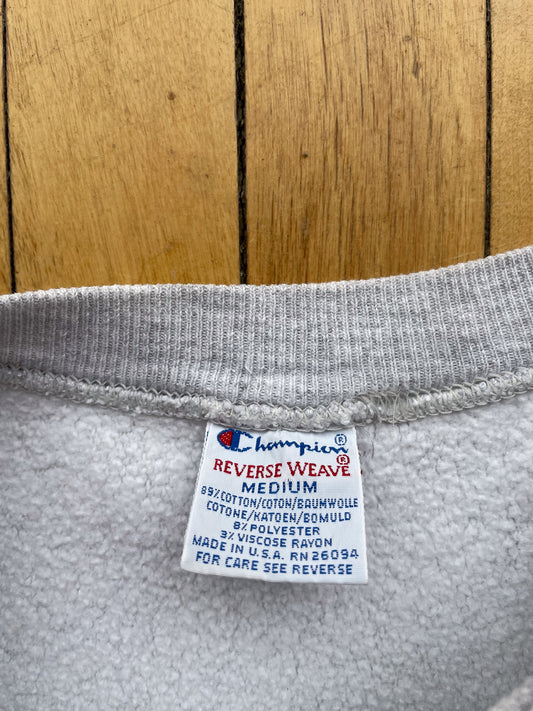 Champion®
REVERSE WEAVE®
MEDIUM
89% COTTON/COTON/BAUMWOLLE
COTONE/KATOEN/BOMULD
8% POLYESTER
3% VISCOSE RAYON
MADE IN U.S.A. RN 26094
FOR CARE SEE REVERSE